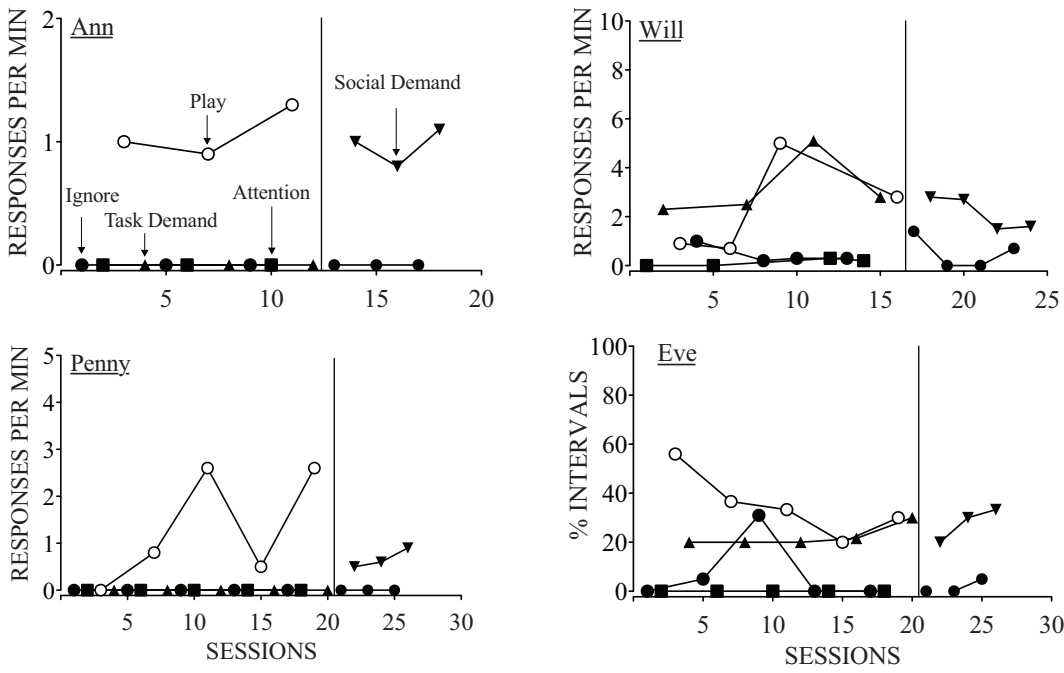 Ann
RESPONSES PER MIN
2
1
0
Play
Social Demand
Ignore
Task Demand
Attention
5
10
15
20
Will
RESPONSES PER MIN
10
8
6
4
2
0
5
10
15
20
25
Penny
RESPONSES PER MIN
5
4
3
2
1
0
5
10
15
20
25
30
SESSIONS
Eve
% INTERVALS
100
80
60
40
20
0
5
10
15
20
25
30
SESSIONS